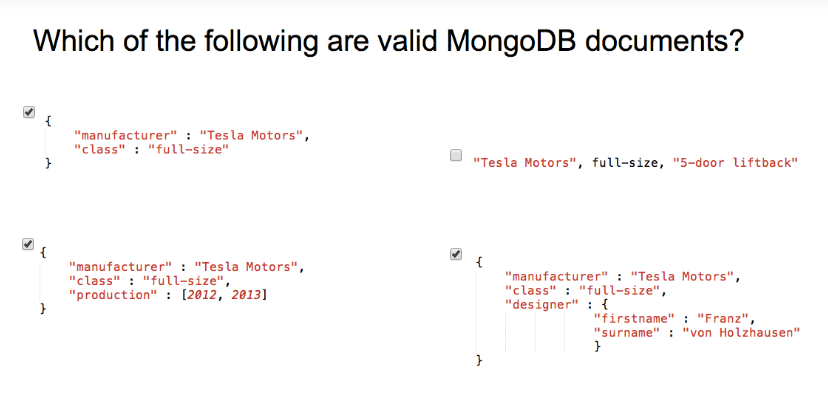 Which of the following are valid MongoDB documents?
{
"manufacturer" : "Tesla Motors",
"class" : "full-size"
}
"Tesla Motors", full-size, "5-door liftback"
{
"manufacturer" : "Tesla Motors",
"class" : "full-size",
"production" : [2012, 2013]
}
{
"manufacturer" : "Tesla Motors",
"class" : "full-size",
"designer" : {
"firstname" : "Franz",
"surname" : "von Holzhausen"
}
}